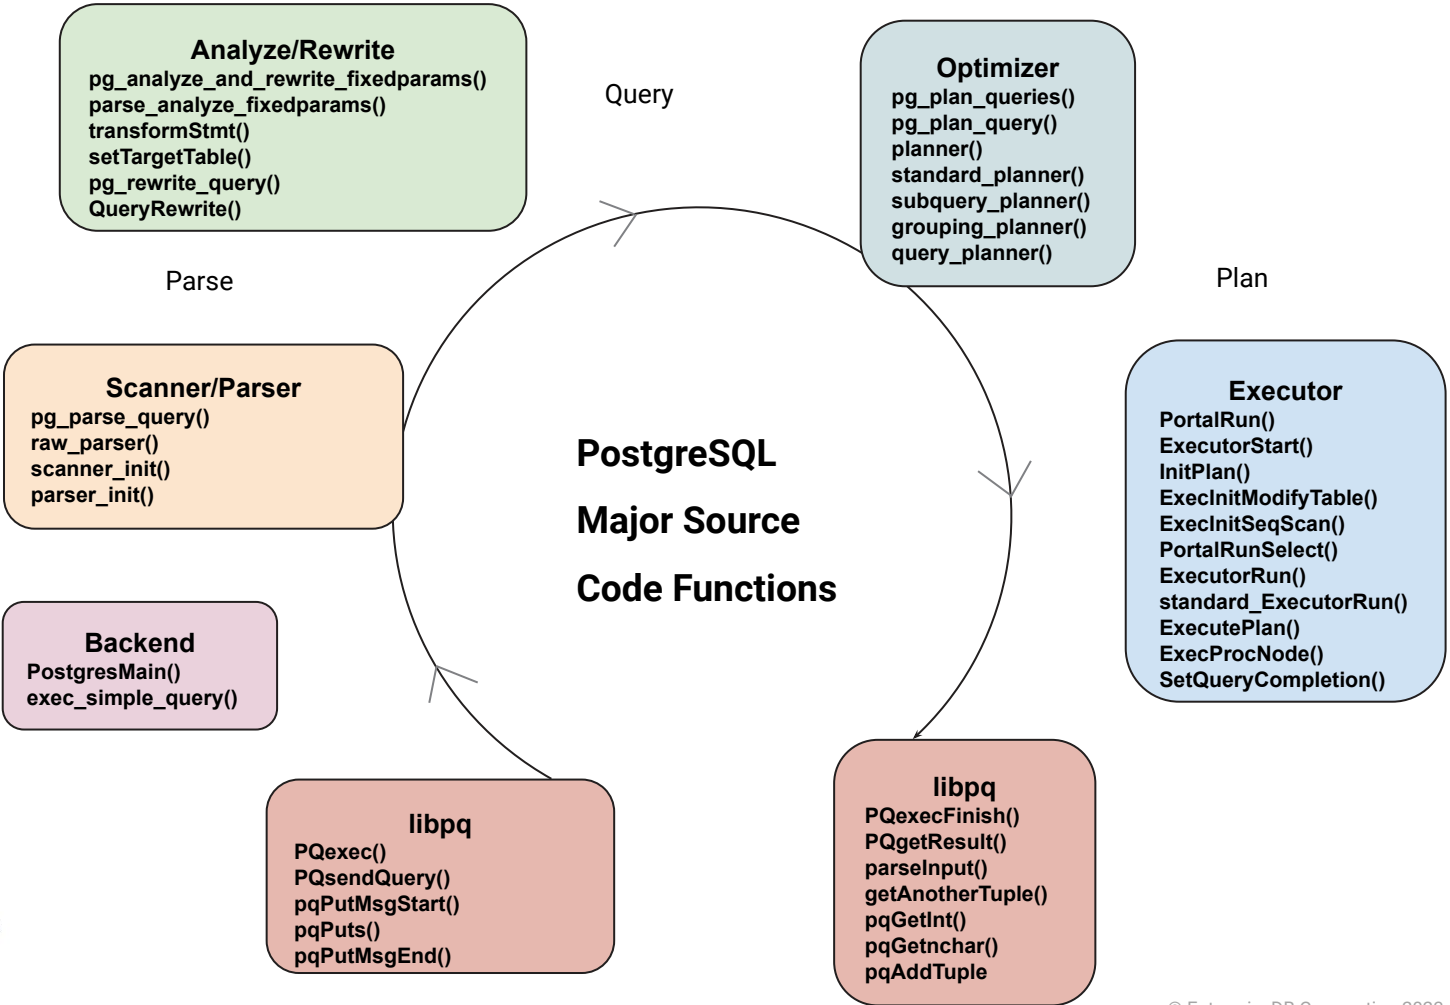 Analyze/Rewrite
pg_analyze_and_rewrite_fixedparams()
parse_analyze_fixedparams()
transformStmt()
setTargetTable()
pg_rewrite_query()
QueryRewrite()
Query
Optimizer
pg_plan_queries()
pg_plan_query()
planner()
standard_planner()
subquery_planner()
grouping_planner()
query_planner()
Parse
Plan
Scanner/Parser
pg_parse_query()
raw_parser()
scanner_init()
parser_init()
PostgreSQL
Major Source
Code Functions
Executor
PortalRun()
ExecutorStart()
InitPlan()
ExecInitModifyTable()
ExecInitSeqScan()
PortalRunSelect()
ExecutorRun()
standard_ExecutorRun()
ExecutePlan()
ExecProcNode()
SetQueryCompletion()
Backend
PostgresMain()
exec_simple_query()
libpq
PQexec()
PQsendQuery()
pqPutMsgStart()
pqPuts()
pqPutMsgEnd()
libpq
PQexecFinish()
PQgetResult()
parseInput()
getAnotherTuple()
pqGetInt()
pqGetnchar()
pqAddTuple